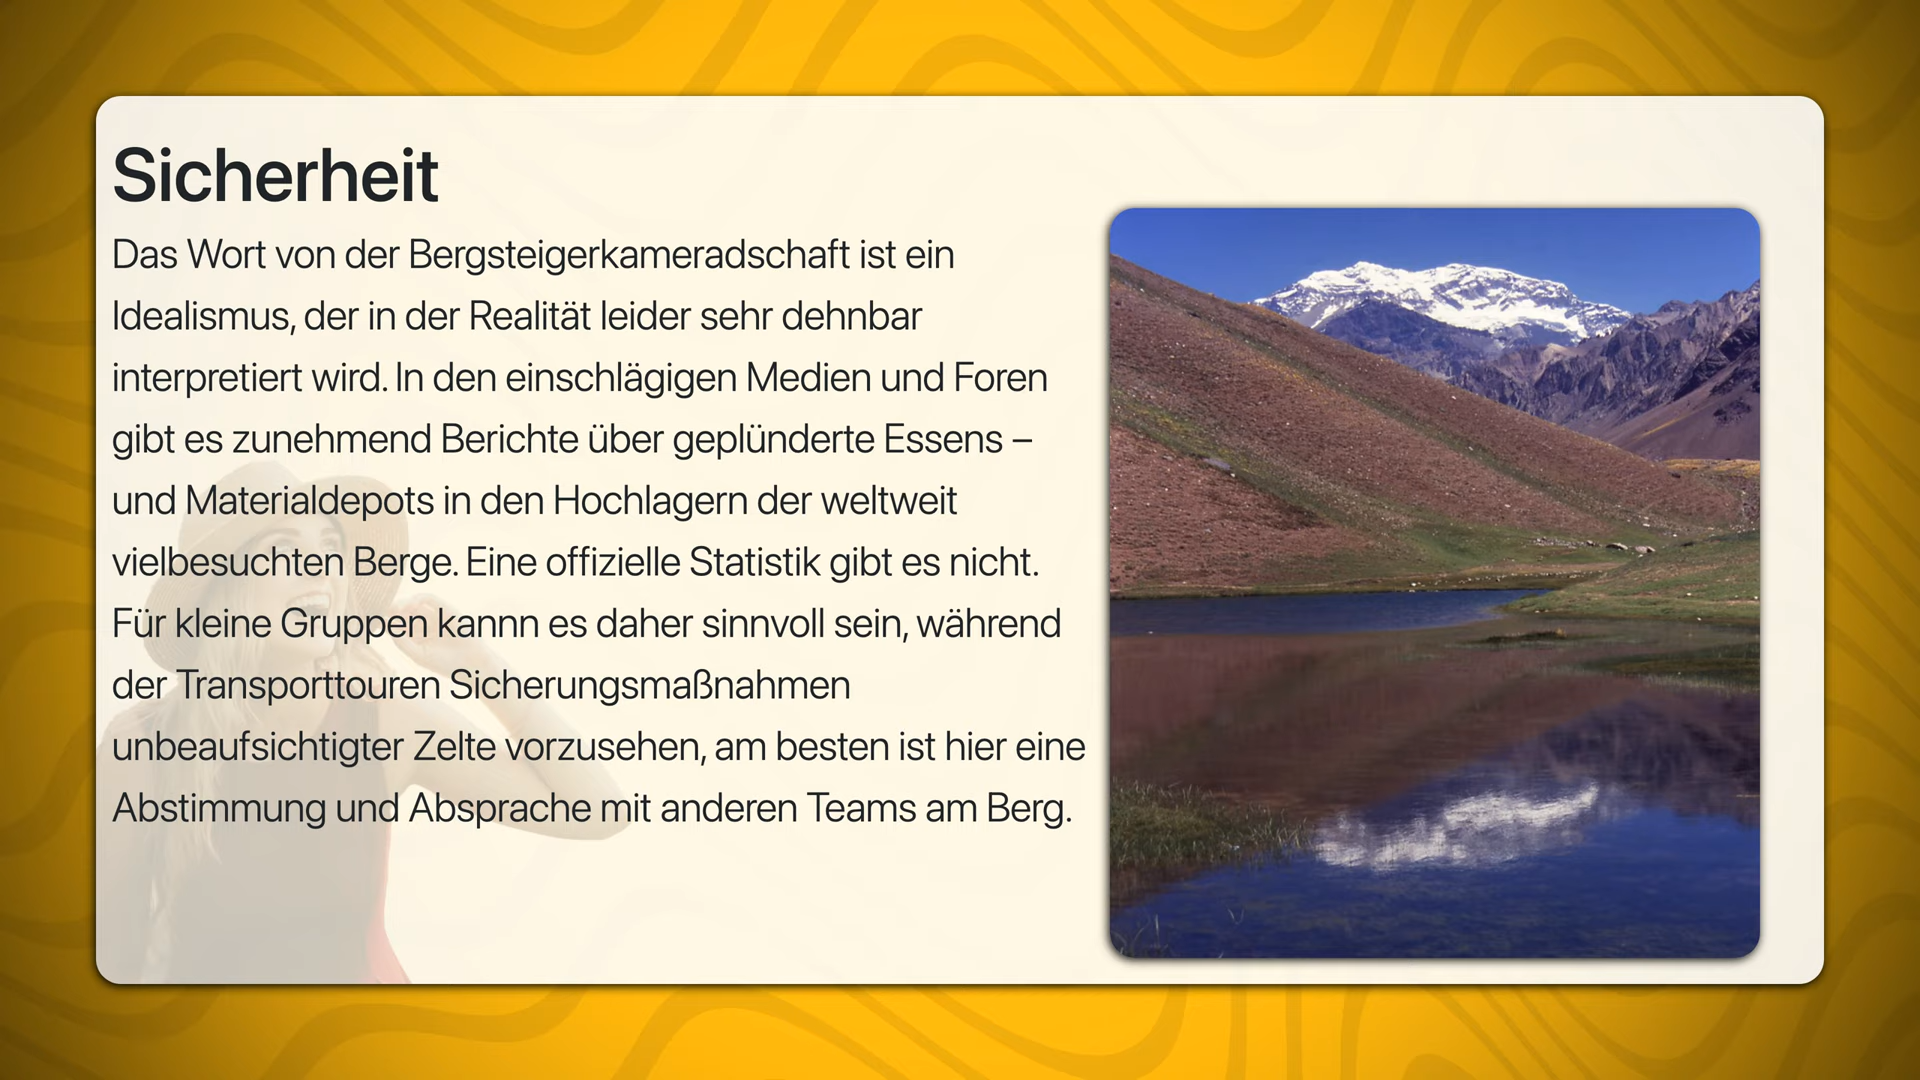 Sicherheit
Das Wort von der Bergsteigerkameradschaft ist ein
Idealismus, der in der Realität leider sehr dehnbar
interpretiert wird. In den einschlägigen Medien und Foren
gibt es zunehmend Berichte über geplünderte Essens –
und Materialdepots in den Hochlagern der weltweit
vielbesuchten Berge. Eine offizielle Statistik gibt es nicht.
Für kleine Gruppen kannn es daher sinnvoll sein, während
der Transporttouren Sicherungsmaßnahmen
unbeaufsichtigter Zelte vorzusehen, am besten ist hier eine
Abstimmung und Absprache mit anderen Teams am Berg.